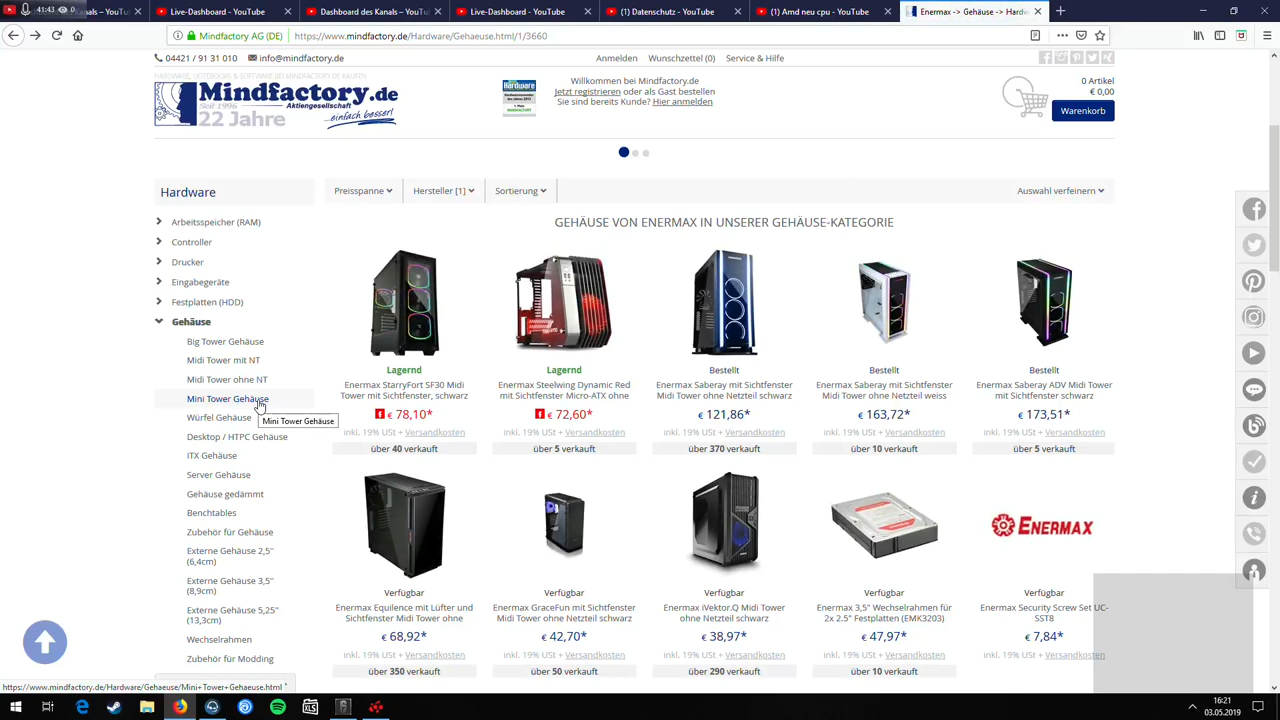 41:43
Kanals – YouTu
Live-Dashboard - YouTube
Dashboard des Kanals – YouTu
Live-Dashboard - YouTube
(1) Datenschutz - YouTube
(1) Amd neu cpu - YouTube
Enermax -> Gehäuse -> Hardw
Mindfactory AG (DE)
https://www.mindfactory.de/Hardware/Gehaeuse.html/1/3660
04421 / 91 31 010
info@mindfactory.de
Anmelden
Wunschzettel (0)
Service & Hilfe
HARDWARE, NOTEBOOKS & SOFTWARE BEI MINDFACTORY.DE KAUFEN
Mindfactory.de
Seit 1996
Aktiengesellschaft
22 Jahre
...einfach besser!
Hardware
Willkommen bei Mindfactory.de
Jetzt registrieren oder als Gast bestellen
Sie sind bereits Kunde? Hier anmelden
0 Artikel
€ 0,00
Warenkorb
Hardware
Preisspanne
Hersteller [1]
Sortierung
Auswahl verfeinern
Arbeitsspeicher (RAM)
Controller
Drucker
Eingabegeräte
Festplatten (HDD)
Gehäuse
Big Tower Gehäuse
Midi Tower mit NT
Midi Tower ohne NT
Mini Tower Gehäuse
Würfel Gehäuse
Mini Tower Gehäuse
Desktop / HTPC Gehäuse
ITX Gehäuse
Server Gehäuse
Gehäuse gedämmt
Benchtables
Zubehör für Gehäuse
Externe Gehäuse 2,5''
(6,4cm)
Externe Gehäuse 3,5''
(8,9cm)
Externe Gehäuse 5,25''
(13,3cm)
Wechselrahmen
Zubehör für Modding
GEHÄUSE VON ENERMAX IN UNSERER GEHÄUSE-KATEGORIE
Lagernd
Enermax StarryFort SF30 Midi
Tower mit Sichtfenster, schwarz
€ 78,10*
inkl. 19% USt + Versandkosten
über 40 verkauft
Lagernd
Enermax Steelwing Dynamic Red
mit Sichtfenster Micro-ATX ohne
€ 72,60*
inkl. 19% USt + Versandkosten
über 5 verkauft
Bestellt
Enermax Saberay mit Sichtfenster
Midi Tower ohne Netzteil schwarz
€ 121,86*
inkl. 19% USt + Versandkosten
über 370 verkauft
Bestellt
Enermax Saberay mit Sichtfenster
Midi Tower ohne Netzteil weiss
€ 163,72*
inkl. 19% USt + Versandkosten
über 10 verkauft
Bestellt
Enermax Saberay ADV Midi Tower
mit Sichtfenster schwarz
€ 173,51*
inkl. 19% USt + Versandkosten
über 5 verkauft
Verfügbar
Enermax Equilence mit Lüfter und
Sichtfenster Midi Tower ohne
€ 68,92*
inkl. 19% USt + Versandkosten
über 350 verkauft
Verfügbar
Enermax GraceFun mit Sichtfenster
Midi Tower ohne Netzteil schwarz
€ 42,70*
inkl. 19% USt + Versandkosten
über 50 verkauft
Verfügbar
Enermax iVektor.Q Midi Tower
ohne Netzteil schwarz
€ 38,97*
inkl. 19% USt + Versandkosten
über 290 verkauft
Verfügbar
Enermax 3,5" Wechselrahmen für
2x 2.5" Festplatten (EMK3203)
€ 47,97*
inkl. 19% USt + Versandkosten
über 10 verkauft
ENERMAX
Verfügbar
Enermax Security Screw Set UC-
SST8
€ 7,84*
inkl. 19% USt + Versandkosten
https://www.mindfactory.de/Hardware/Gehaeuse/Mini+Tower+Gehaeuse.html
XLS
16:21
03.05.2019